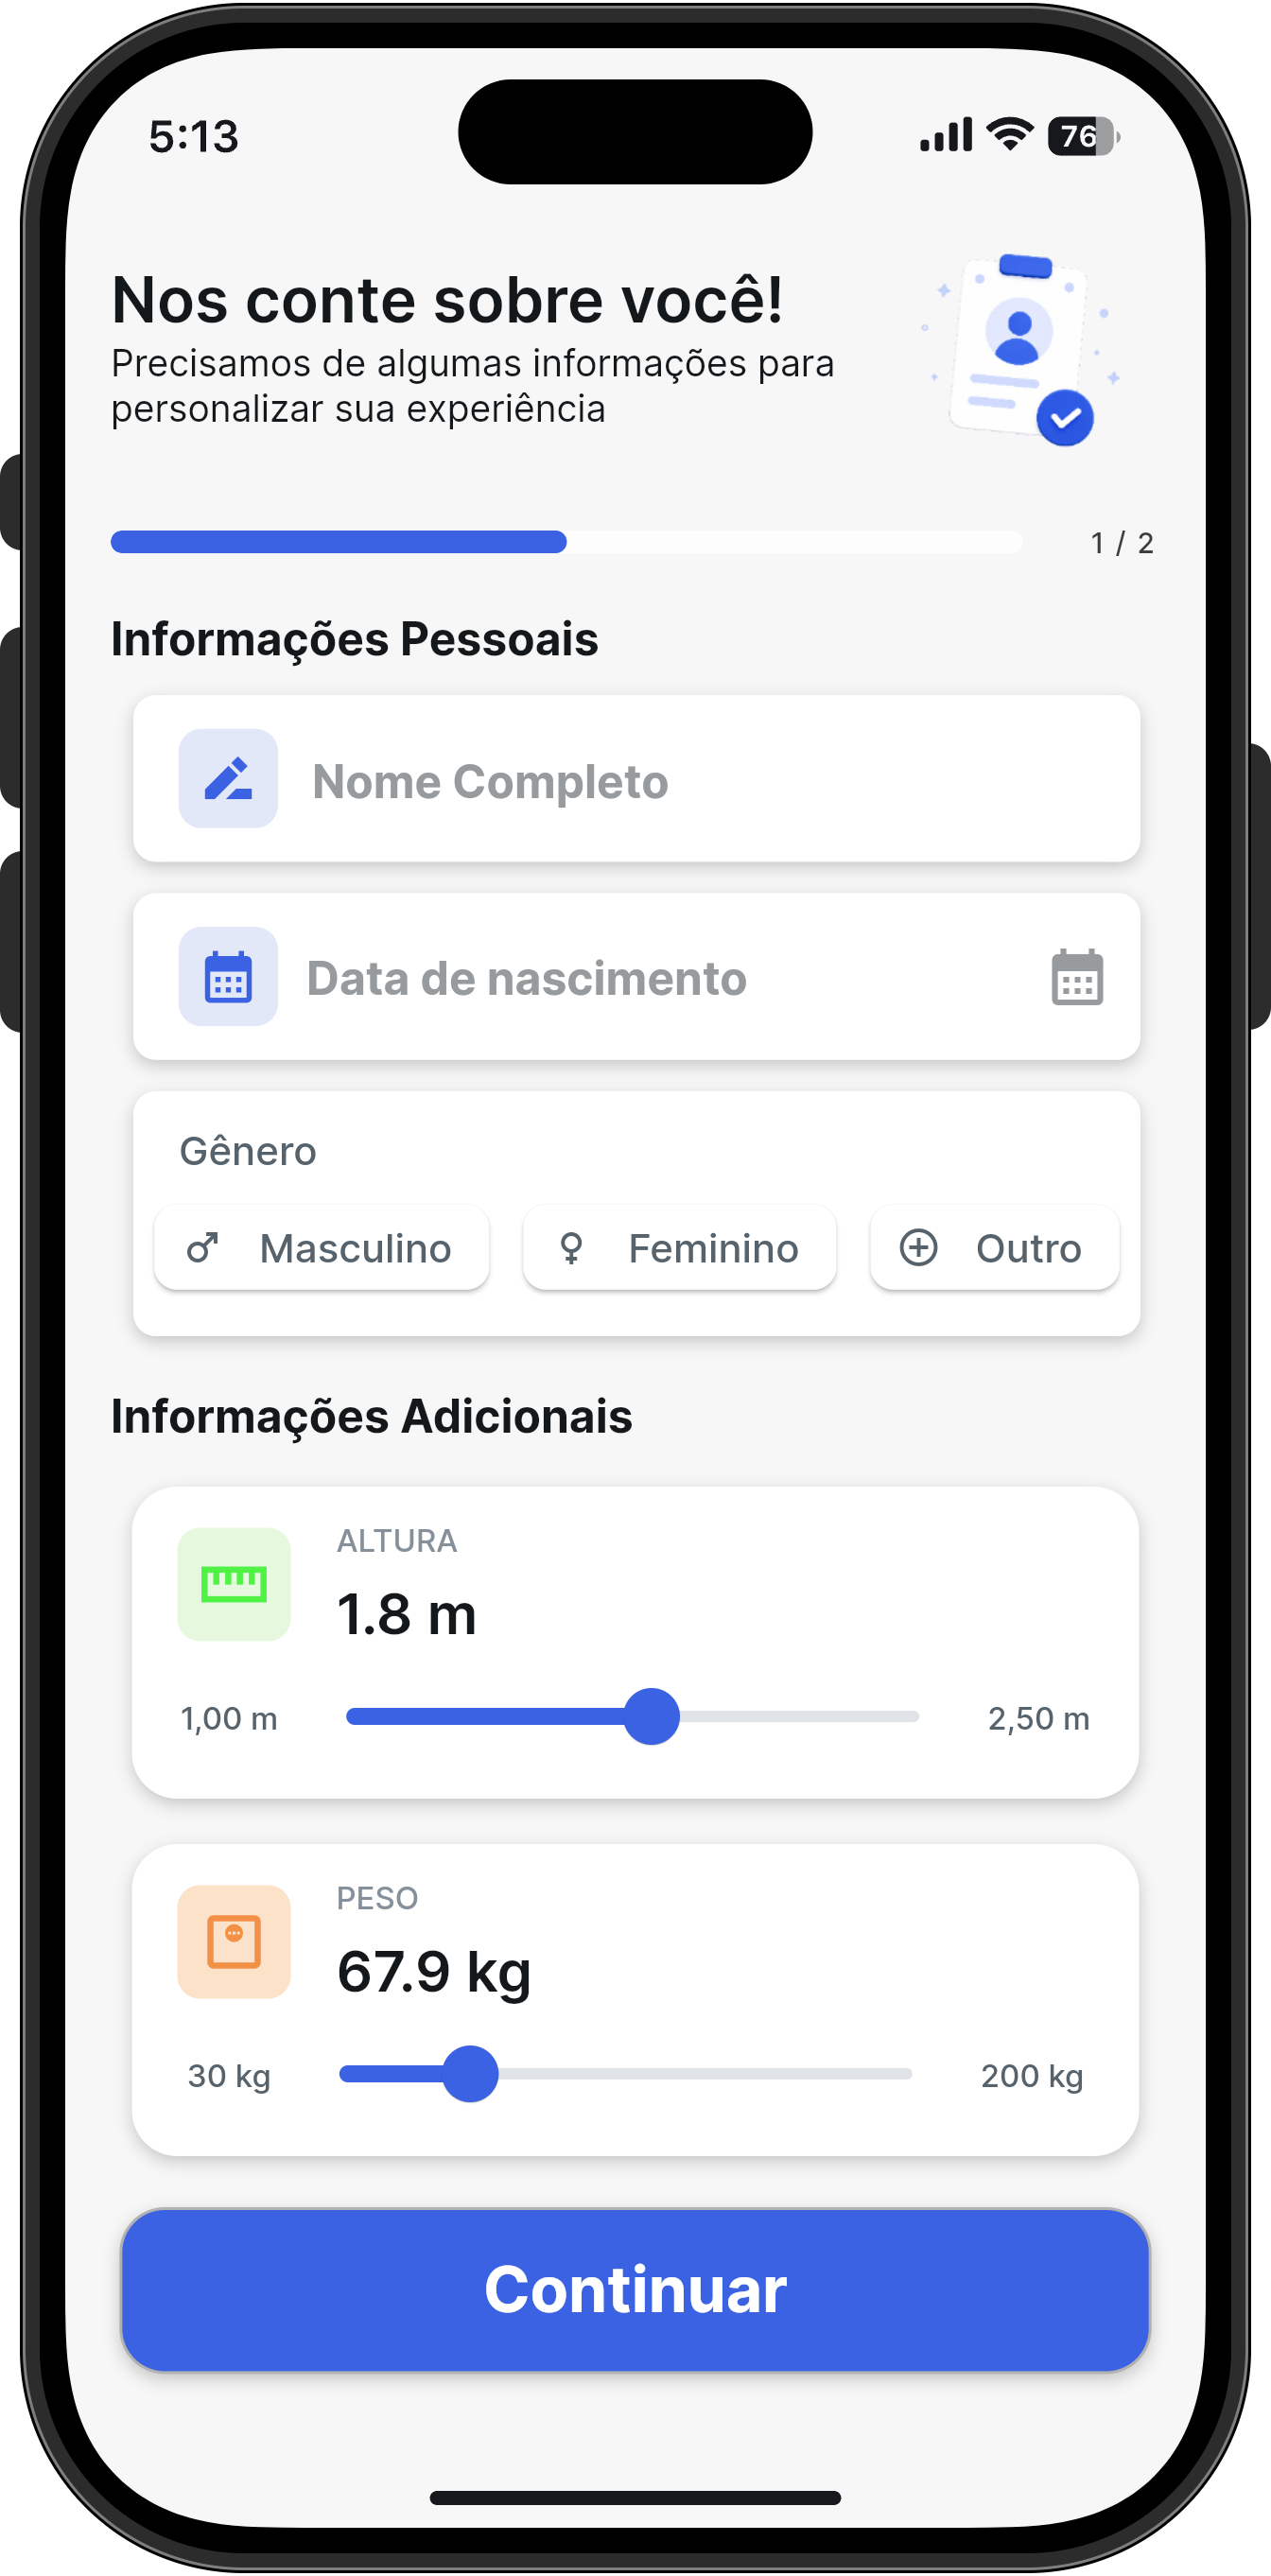 5:13
76
Nos conte sobre você!
Precisamos de algumas informações para
personalizar sua experiência
1 / 2
Informações Pessoais
Nome Completo
Data de nascimento
Gênero
Masculino
Feminino
Outro
Informações Adicionais
ALTURA
1.8 m
1,00 m
2,50 m
PESO
67.9 kg
30 kg
200 kg
Continuar